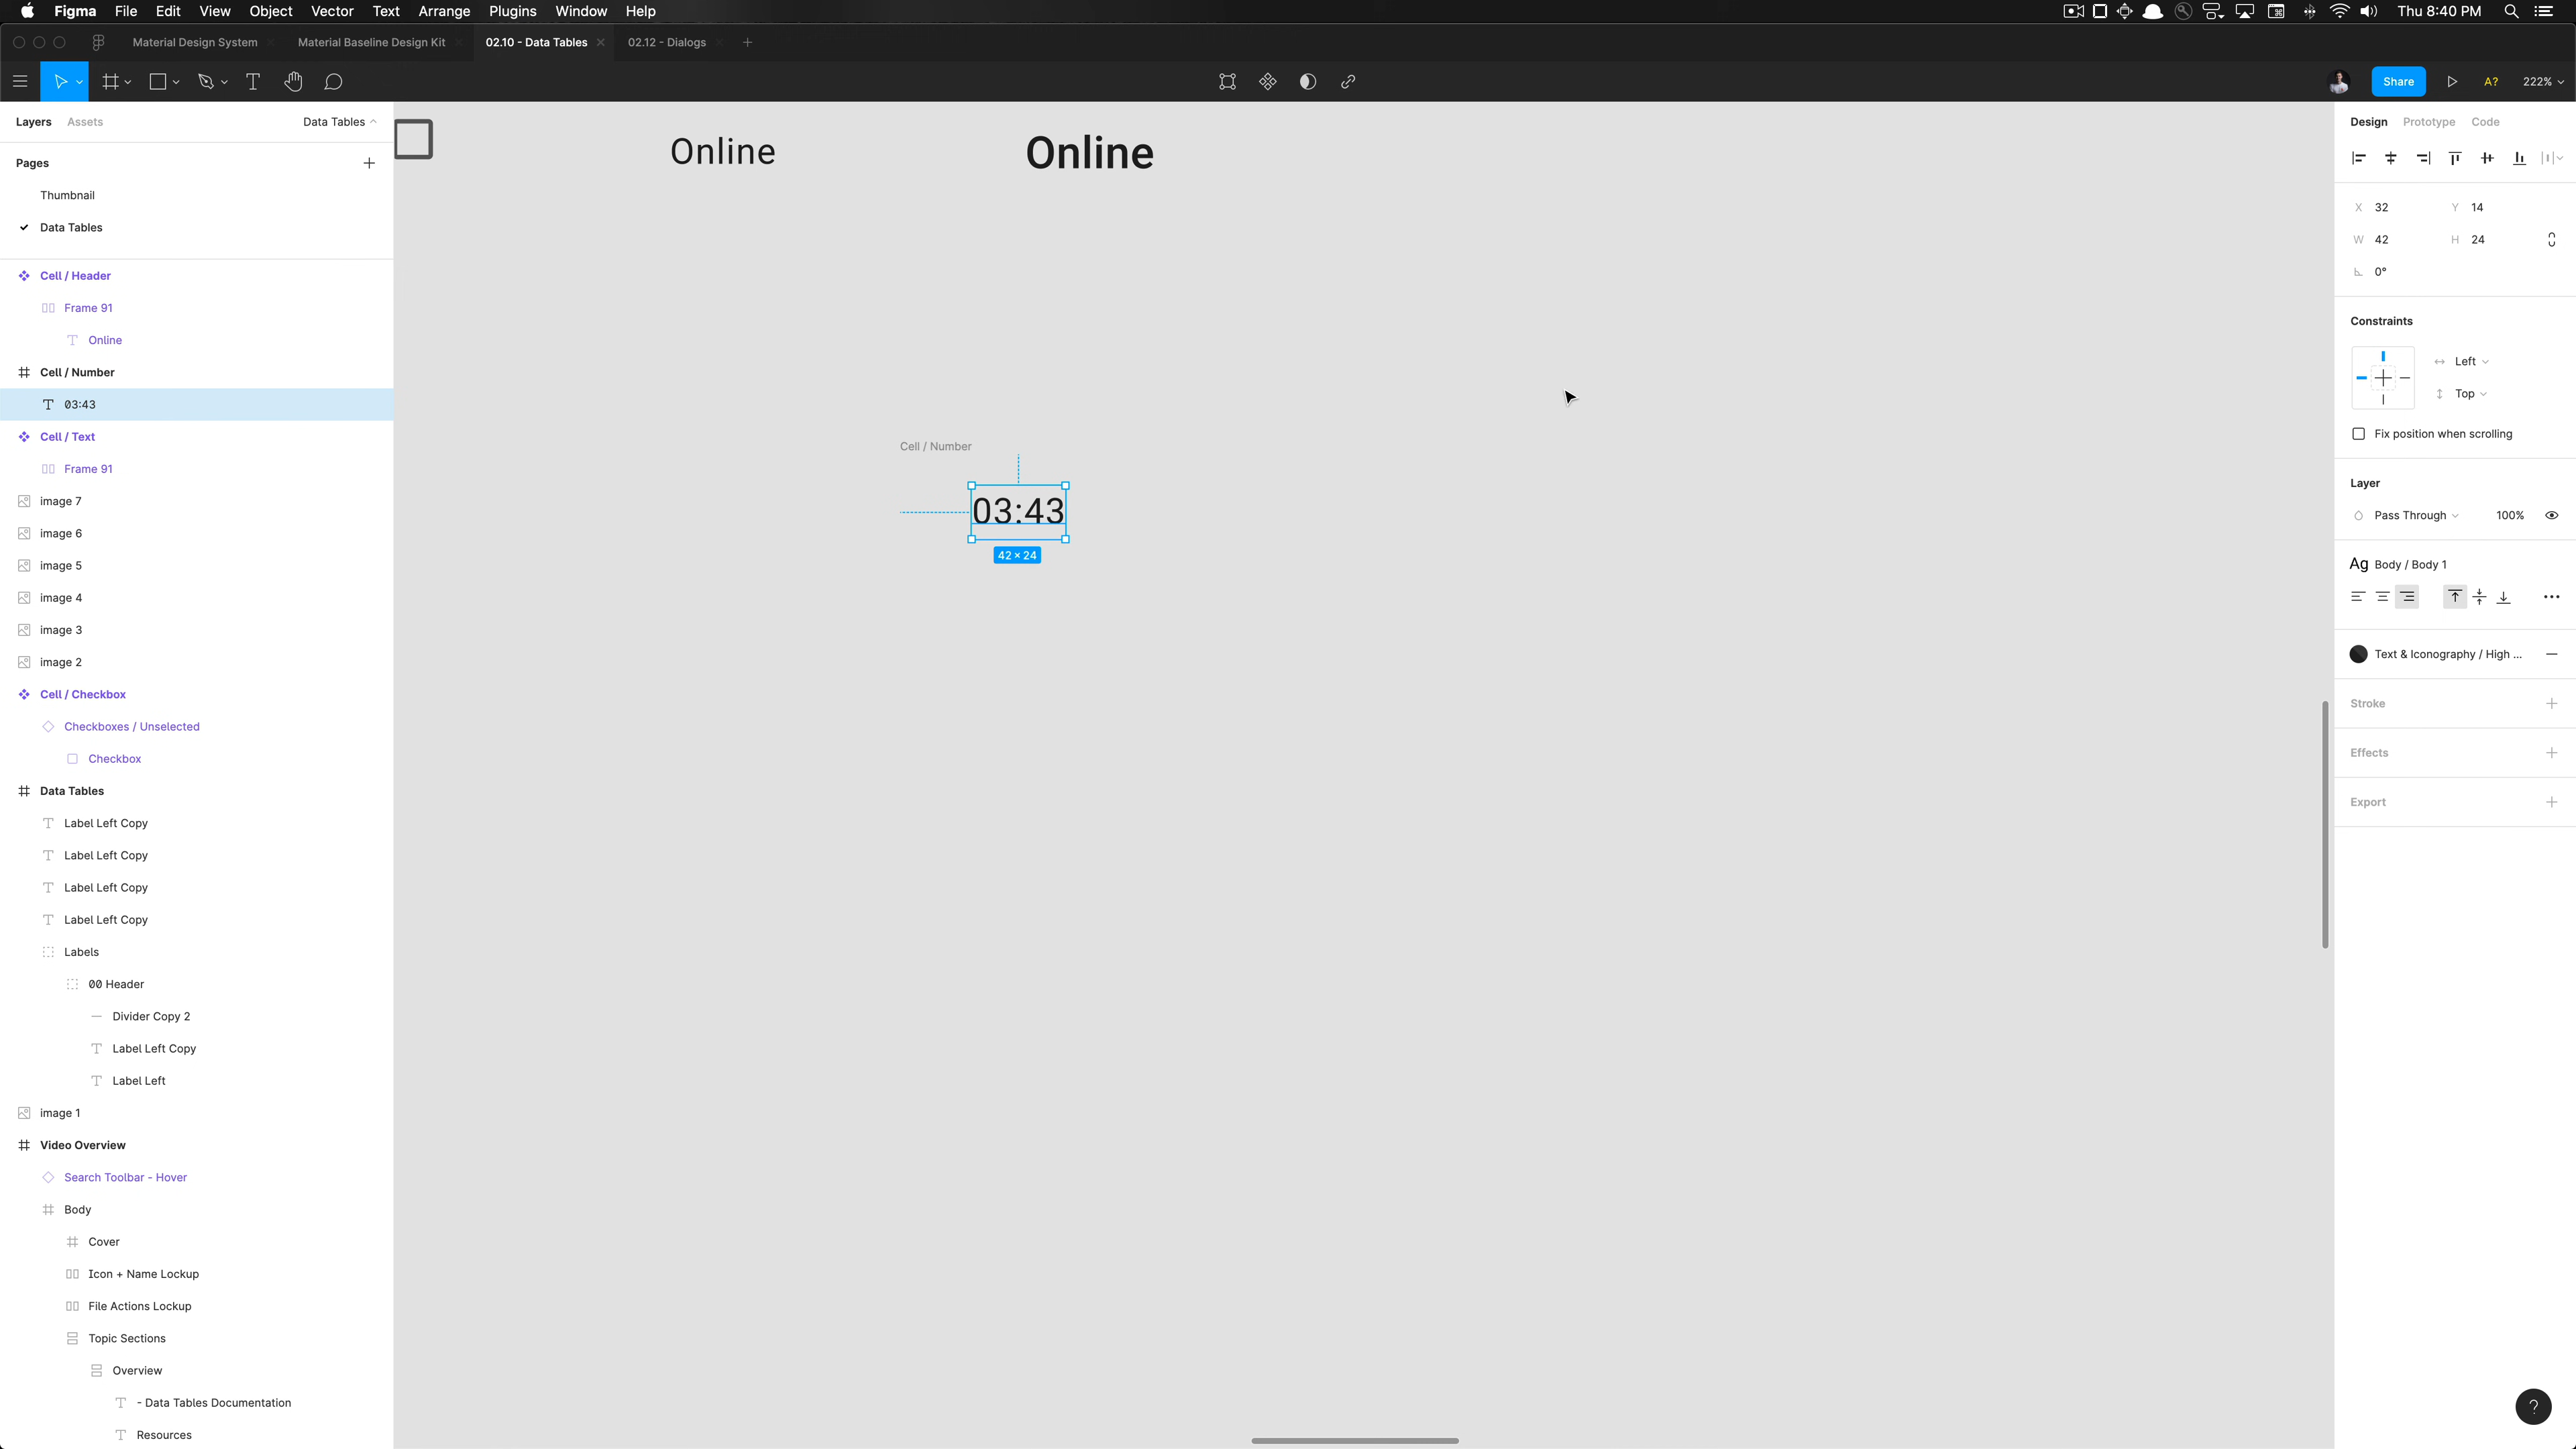 Figma File Edit View Object Vector Text Arrange Plugins Window Help Thu 8:40 PM
Material Design System Material Baseline Design Kit 02.10 - Data Tables 02.12 - Dialogs
Share A? 222%
Layers Assets Data Tables
Pages
Thumbnail
Data Tables
Cell / Header
Frame 91
Online
Cell / Number
03:43
Cell / Text
Frame 91
image 7
image 6
image 5
image 4
image 3
image 2
Cell / Checkbox
Checkboxes / Unselected
Checkbox
Data Tables
Label Left Copy
Label Left Copy
Label Left Copy
Label Left Copy
Labels
00 Header
Divider Copy 2
Label Left Copy
Label Left
image 1
Video Overview
Search Toolbar - Hover
Body
Cover
Icon + Name Lockup
File Actions Lockup
Topic Sections
Overview
- Data Tables Documentation
Resources
Online Online
Cell / Number
03:43
42 × 24
Design Prototype Code
X 32 Y 14
W 42 H 24
0°
Constraints
Left
Top
Fix position when scrolling
Layer
Pass Through 100%
Ag Body / Body 1
Text & Iconography / High ...
Stroke
Effects
Export
?